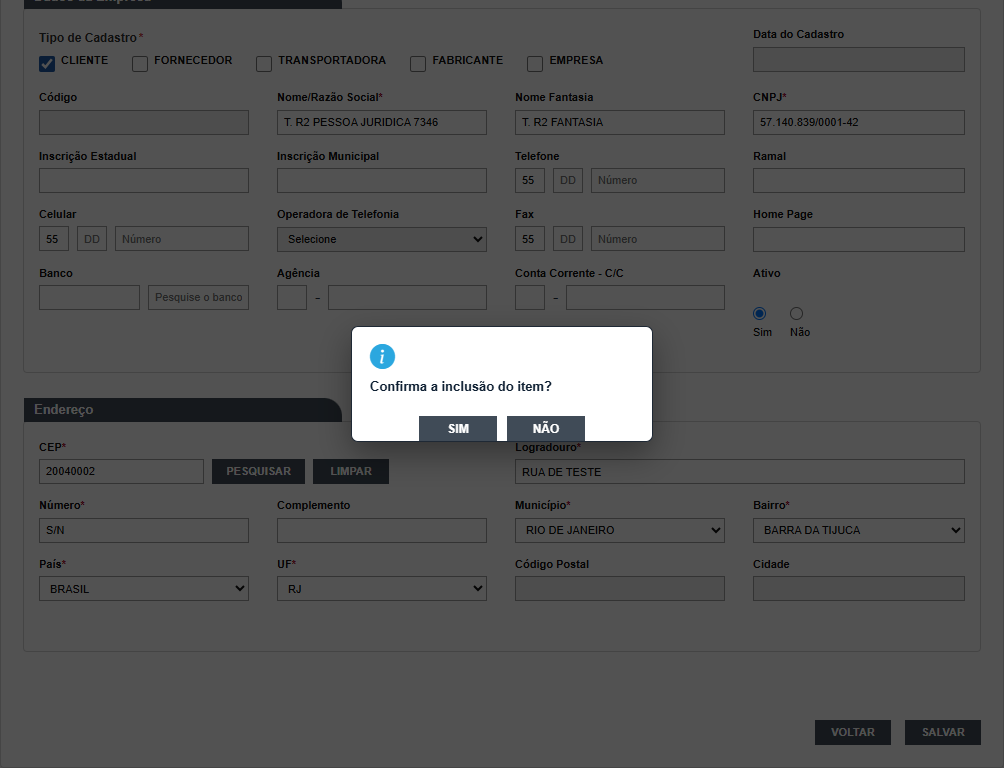 Tipo de Cadastro*
Data do Cadastro
CLIENTE FORNECEDOR TRANSPORTADORA FABRICANTE EMPRESA
Código Nome/Razão Social* Nome Fantasia CNPJ*
T. R2 PESSOA JURIDICA 7346 T. R2 FANTASIA 57.140.839/0001-42
Inscrição Estadual Inscrição Municipal Telefone Ramal
55 DD Número
Celular Operadora de Telefonia Fax Home Page
55 DD Número Selecione 55 DD Número
Banco Agência Conta Corrente - C/C Ativo
Pesquise o banco - -
Sim Não
i
Confirma a inclusão do item?
SIM NÃO
Endereço
CEP* Logradouro*
20040002 PESQUISAR LIMPAR RUA DE TESTE
Número* Complemento Município* Bairro*
S/N RIO DE JANEIRO BARRA DA TIJUCA
País* UF* Código Postal Cidade
BRASIL RJ
VOLTAR SALVAR